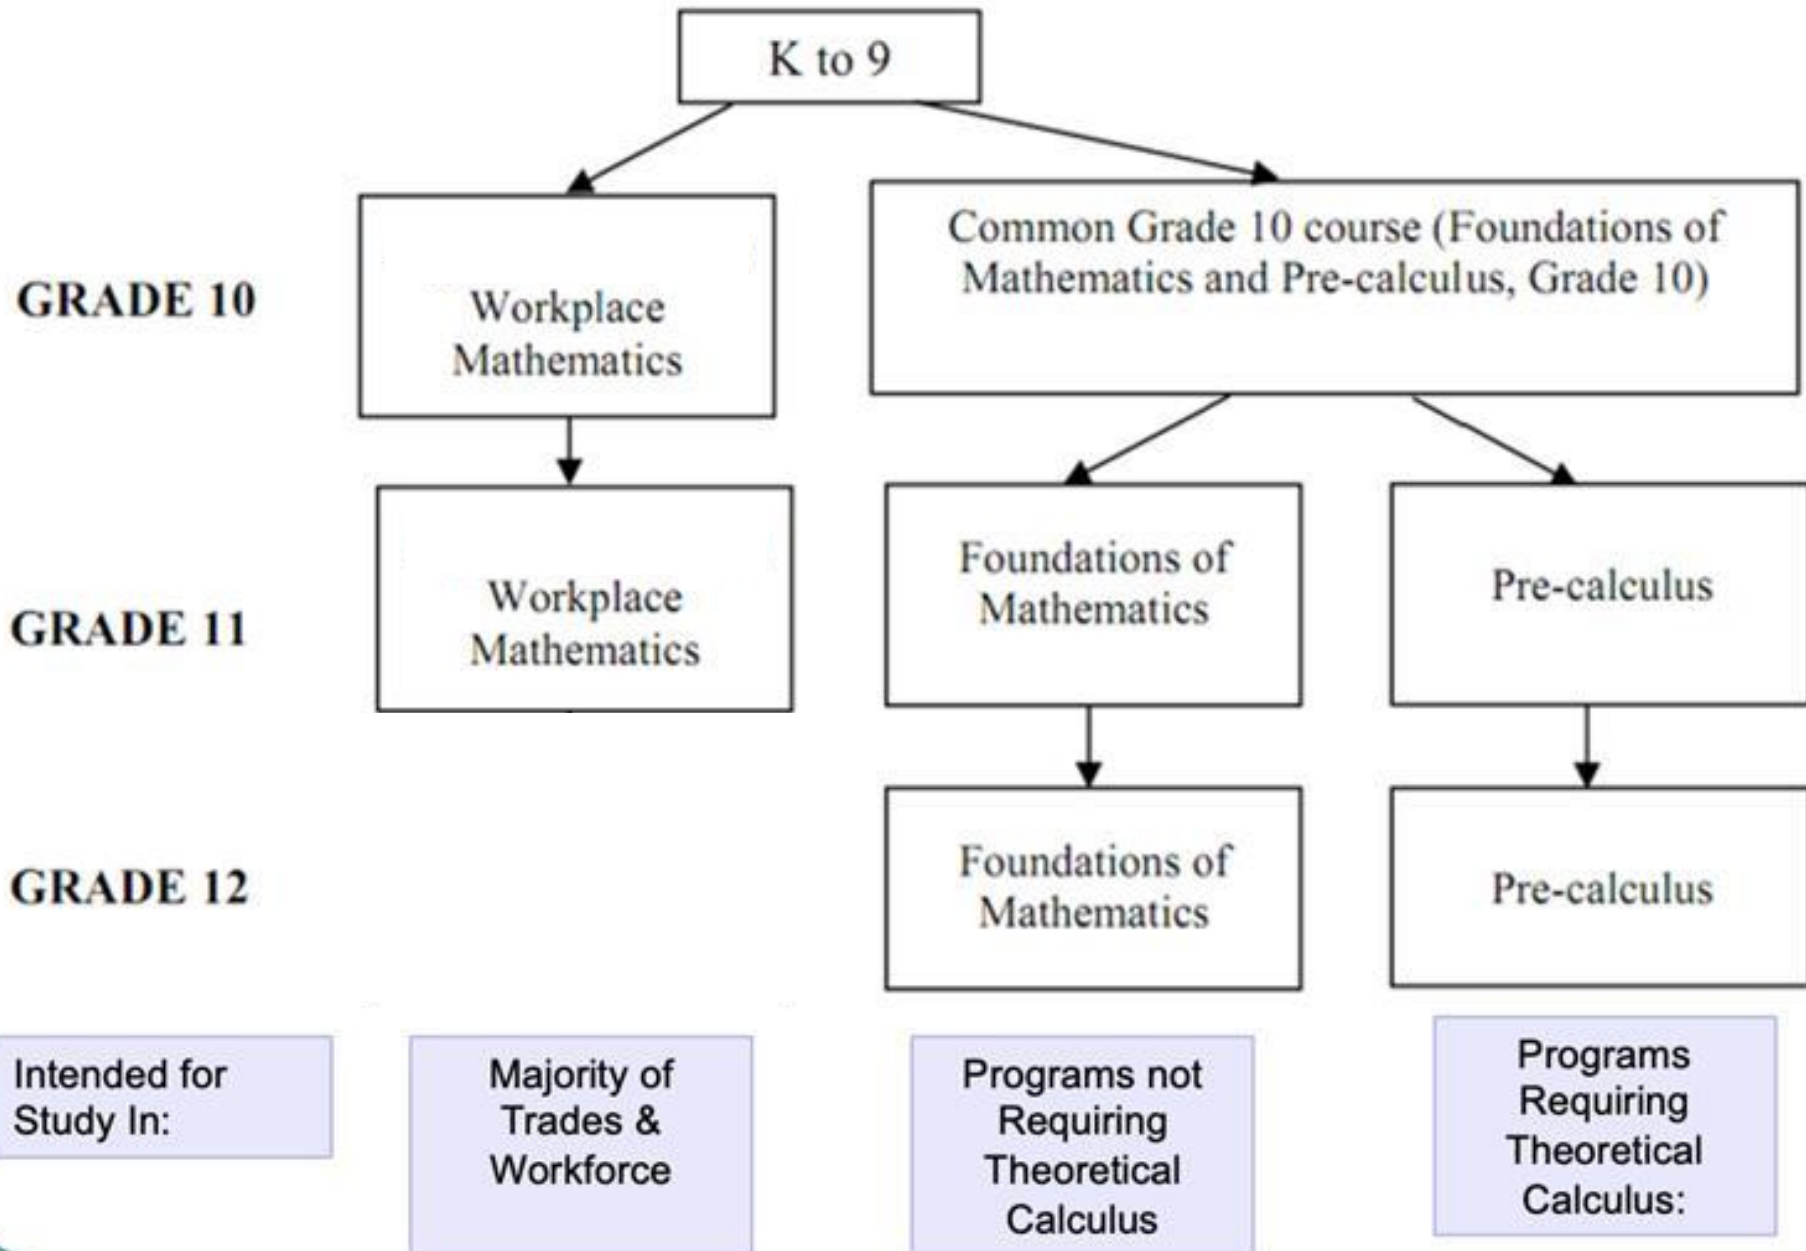 K to 9
GRADE 10
Workplace
Mathematics
Common Grade 10 course (Foundations of
Mathematics and Pre-calculus, Grade 10)
GRADE 11
Workplace
Mathematics
Foundations of
Mathematics
Pre-calculus
GRADE 12
Foundations of
Mathematics
Pre-calculus
Intended for
Study In:
Majority of
Trades &
Workforce
Programs not
Requiring
Theoretical
Calculus
Programs
Requiring
Theoretical
Calculus: